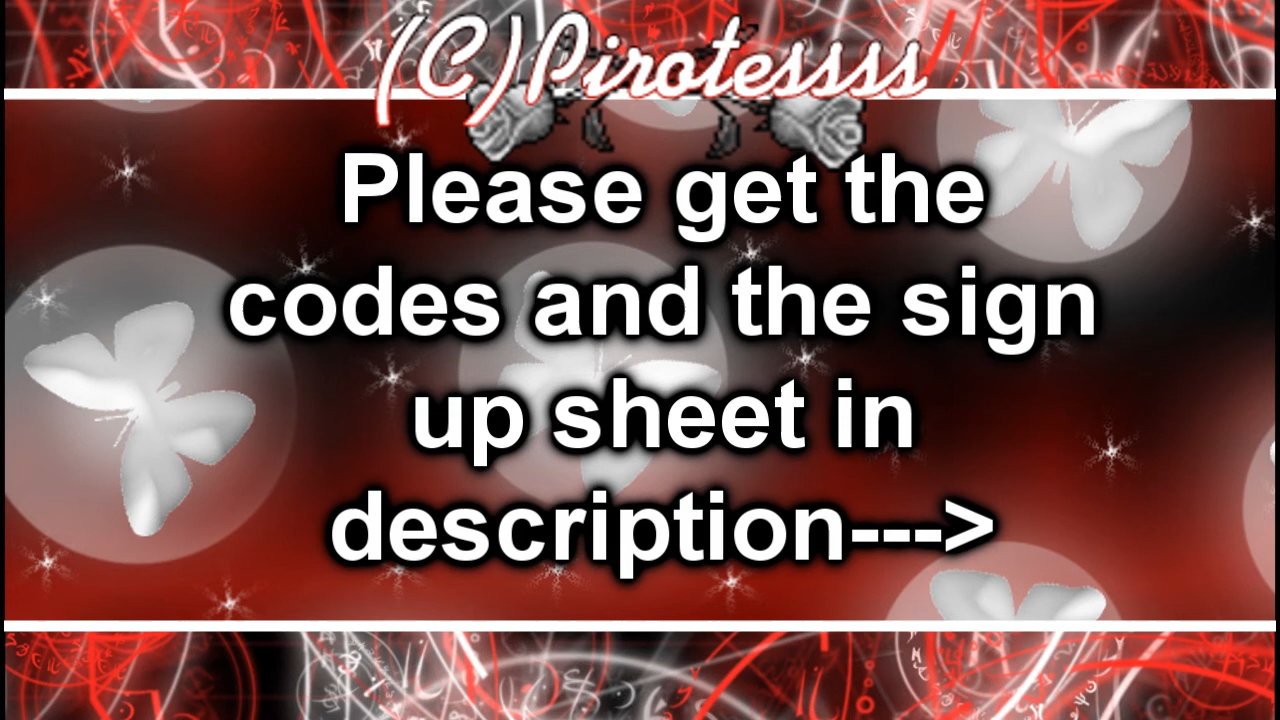 (C)Pirotessss
Please get the
codes and the sign
up sheet in
description--->